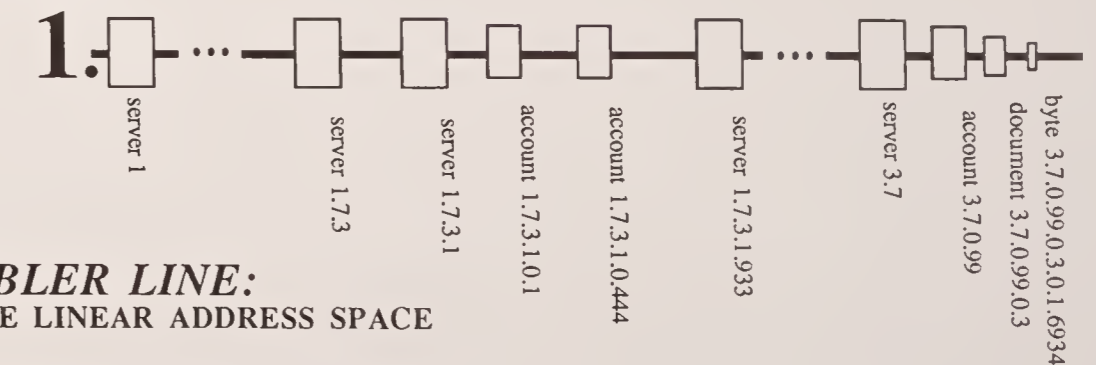 1.
server 1
server 1.7.3
server 1.7.3.1
account 1.7.3.1.0.1
account 1.7.3.1.0.444
server 1.7.3.1.933
server 3.7
account 3.7.0.99
document 3.7.0.99.0.3
byte 3.7.0.99.0.3.0.1.6934
BLER LINE:
E LINEAR ADDRESS SPACE